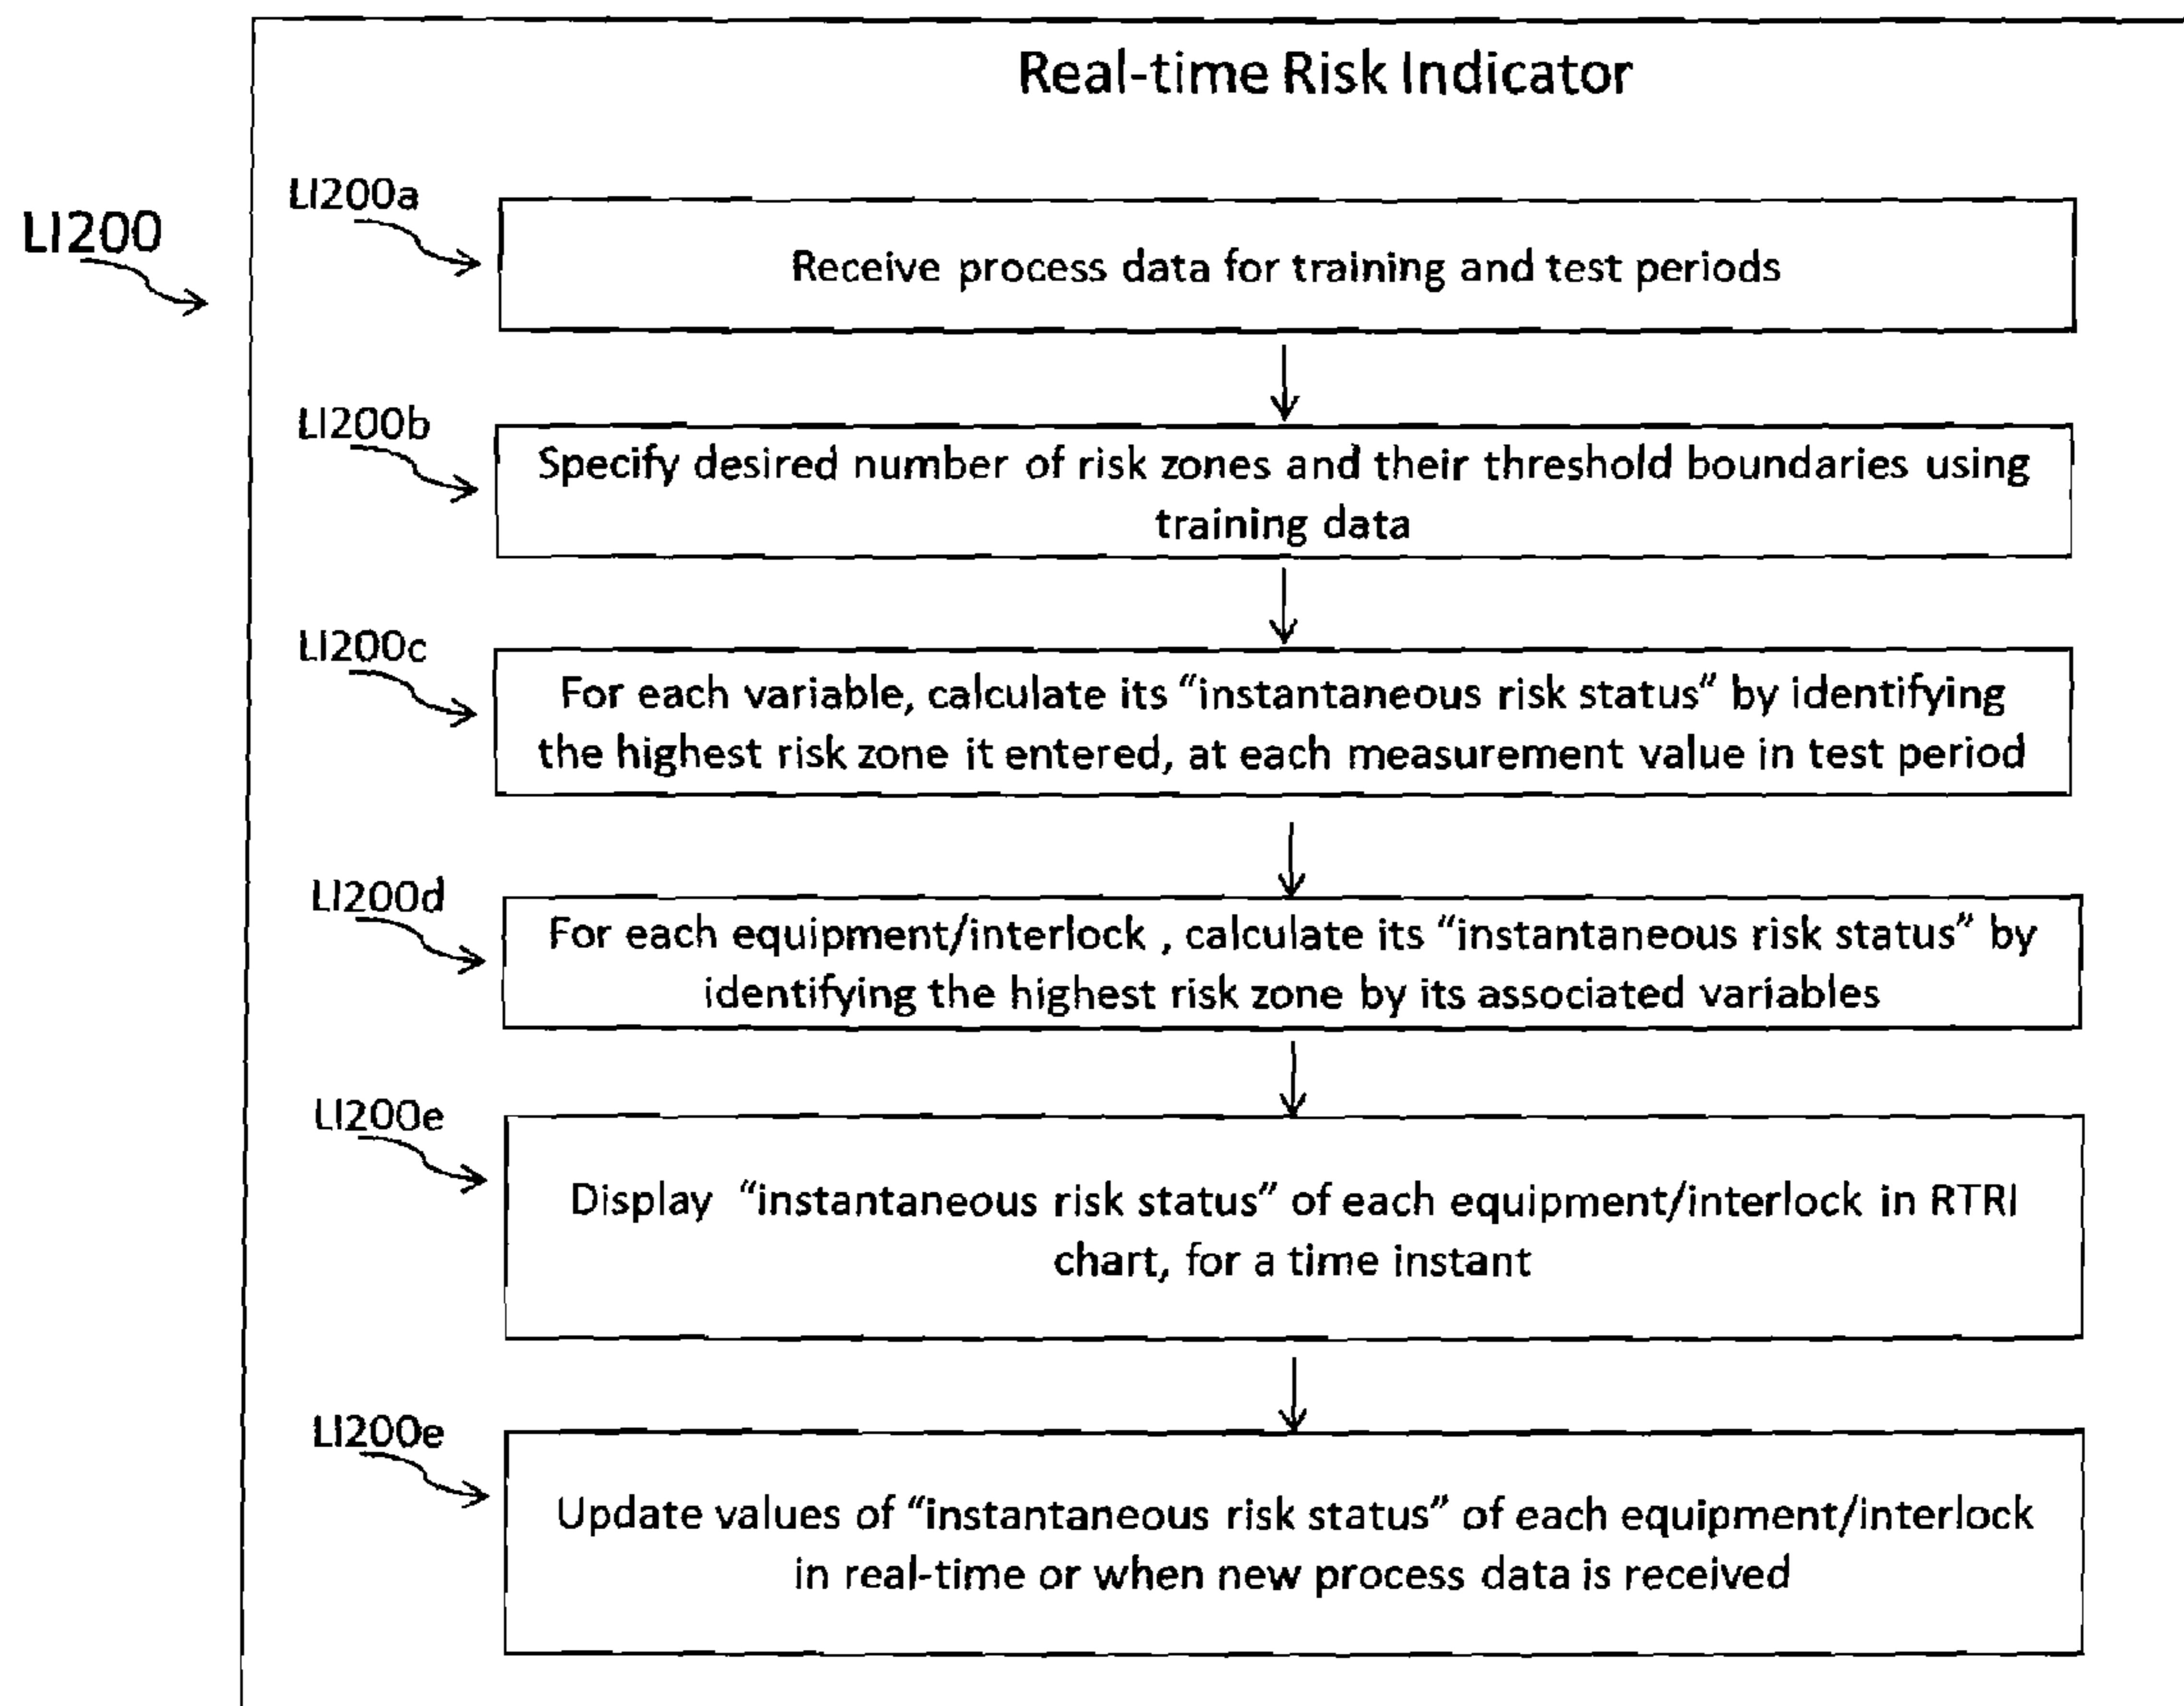 Real-time Risk Indicator
LI200
LI200a
Receive process data for training and test periods
LI200b
Specify desired number of risk zones and their threshold boundaries using
training data
LI200c
For each variable, calculate its “instantaneous risk status” by identifying
the highest risk zone it entered, at each measurement value in test period
LI200d
For each equipment/interlock , calculate its “instantaneous risk status” by
identifying the highest risk zone by its associated variables
LI200e
Display “instantaneous risk status” of each equipment/interlock in RTRI
chart, for a time instant
LI200e
Update values of “instantaneous risk status” of each equipment/interlock
in real-time or when new process data is received